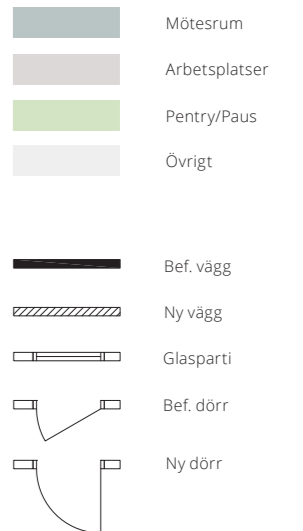 Mötesrum
Arbetsplatser
Pentry/Paus
Övrigt
Bef. vägg
Ny vägg
Glasparti
Bef. dörr
Ny dörr